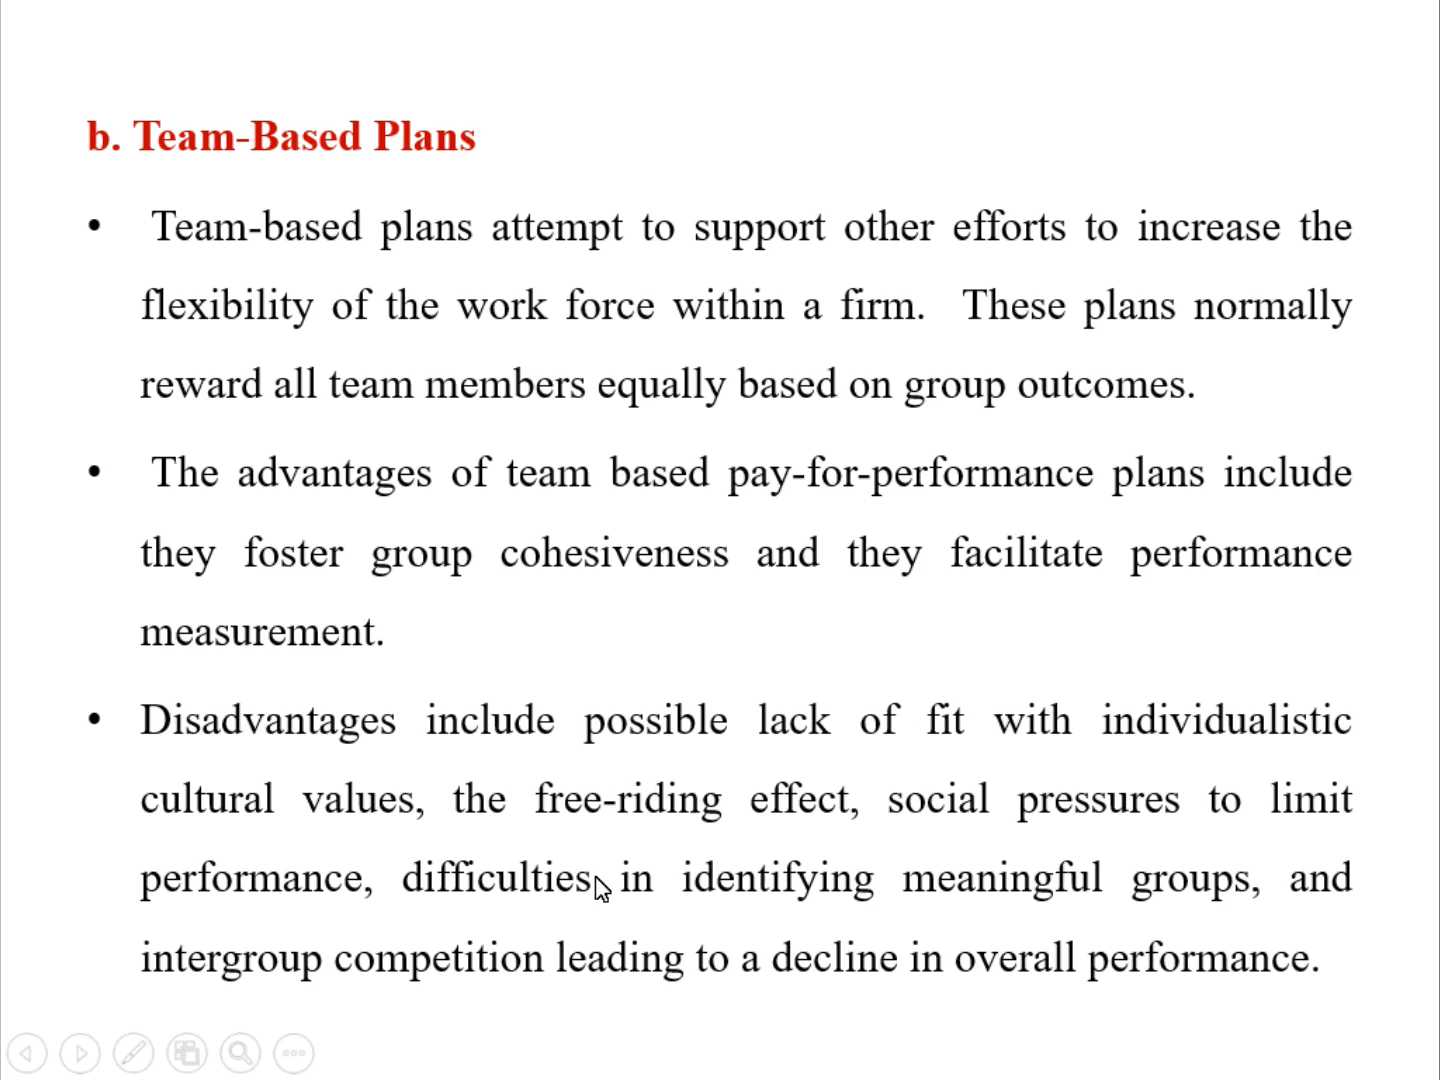 b. Team-Based Plans
• Team-based plans attempt to support other efforts to increase the
flexibility of the work force within a firm. These plans normally
reward all team members equally based on group outcomes.
• The advantages of team based pay-for-performance plans include
they foster group cohesiveness and they facilitate performance
measurement.
• Disadvantages include possible lack of fit with individualistic
cultural values, the free-riding effect, social pressures to limit
performance, difficulties in identifying meaningful groups, and
intergroup competition leading to a decline in overall performance.